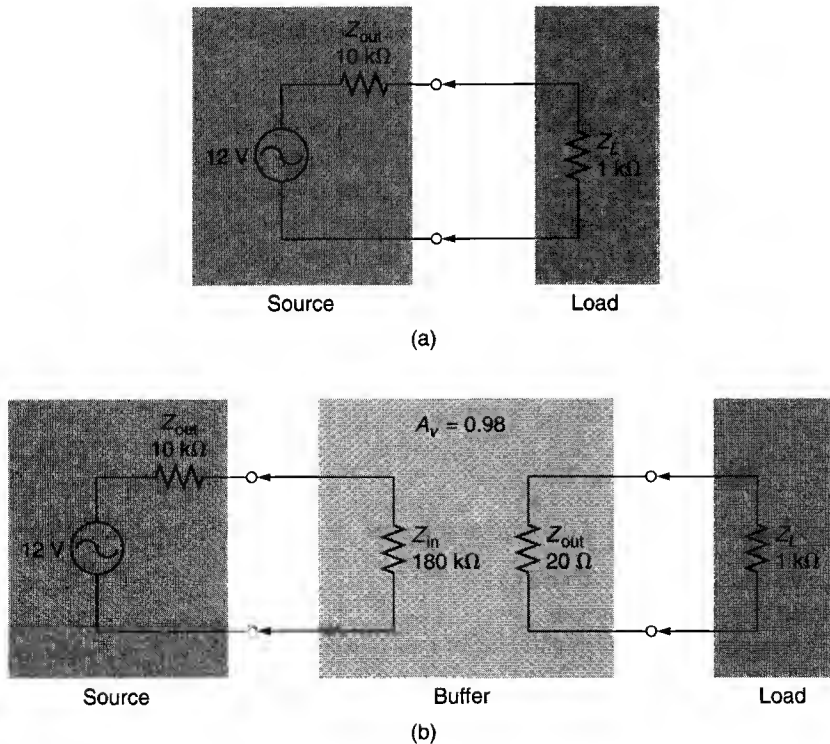 Z_out
10 kΩ
12 V
Z_L
1 kΩ
Source
Load
(a)
Z_out
10 kΩ
12 V
A_v = 0.98
Z_in
180 kΩ
Z_out
20 Ω
Z_L
1 kΩ
Source
Buffer
Load
(b)